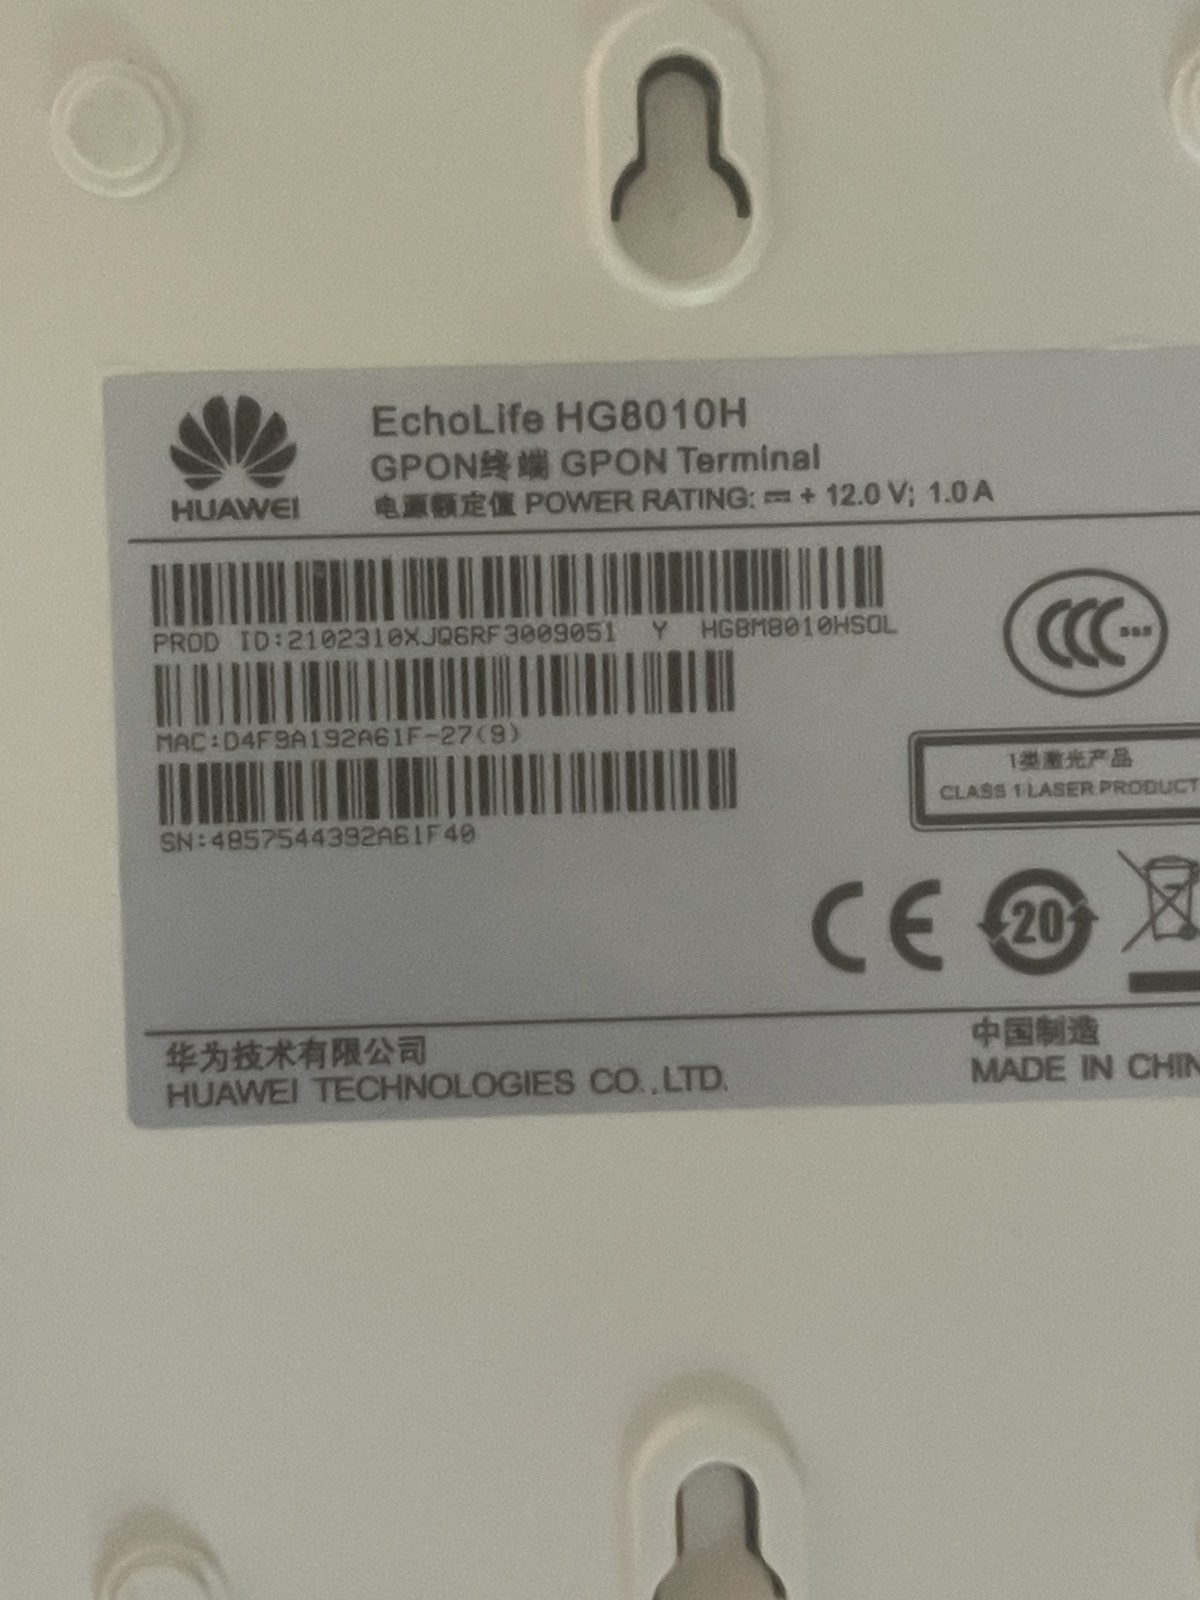 EchoLife HG8010H
GPON终端 GPON Terminal
HUAWEI
电源额定值 POWER RATING: ⎓ + 12.0 V; 1.0 A
PROD ID:2102310XJQ6RF3009051 Y HG8M8010HSOL
MAC:D4F9A192A61F-27(9)
SN:4857544392A61F40
CCC
1类激光产品
CLASS 1 LASER PRODUCT
CE
20
华为技术有限公司
HUAWEI TECHNOLOGIES CO.,LTD.
中国制造
MADE IN CHIN